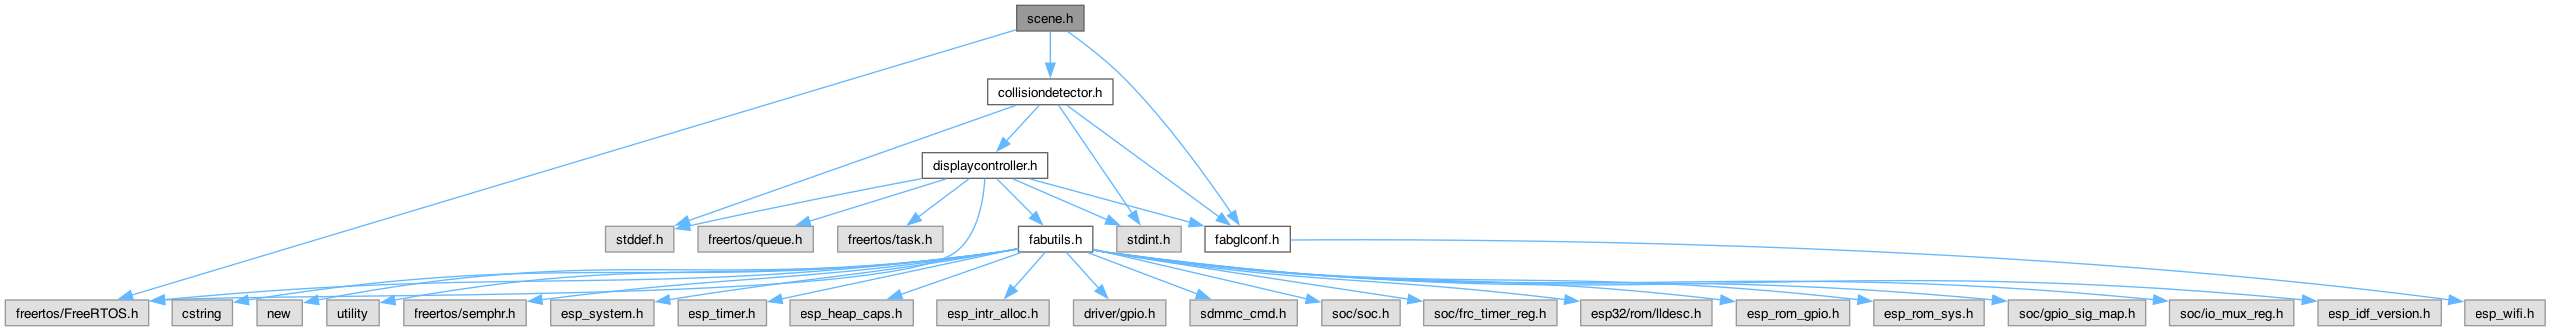 scene.h
collisiondetector.h
displaycontroller.h
stddef.h
freertos/queue.h
freertos/task.h
fabutils.h
stdint.h
fabglconf.h
freertos/FreeRTOS.h
cstring
new
utility
freertos/semphr.h
esp_system.h
esp_timer.h
esp_heap_caps.h
esp_intr_alloc.h
driver/gpio.h
sdmmc_cmd.h
soc/soc.h
soc/frc_timer_reg.h
esp32/rom/lldesc.h
esp_rom_gpio.h
esp_rom_sys.h
soc/gpio_sig_map.h
soc/io_mux_reg.h
esp_idf_version.h
esp_wifi.h